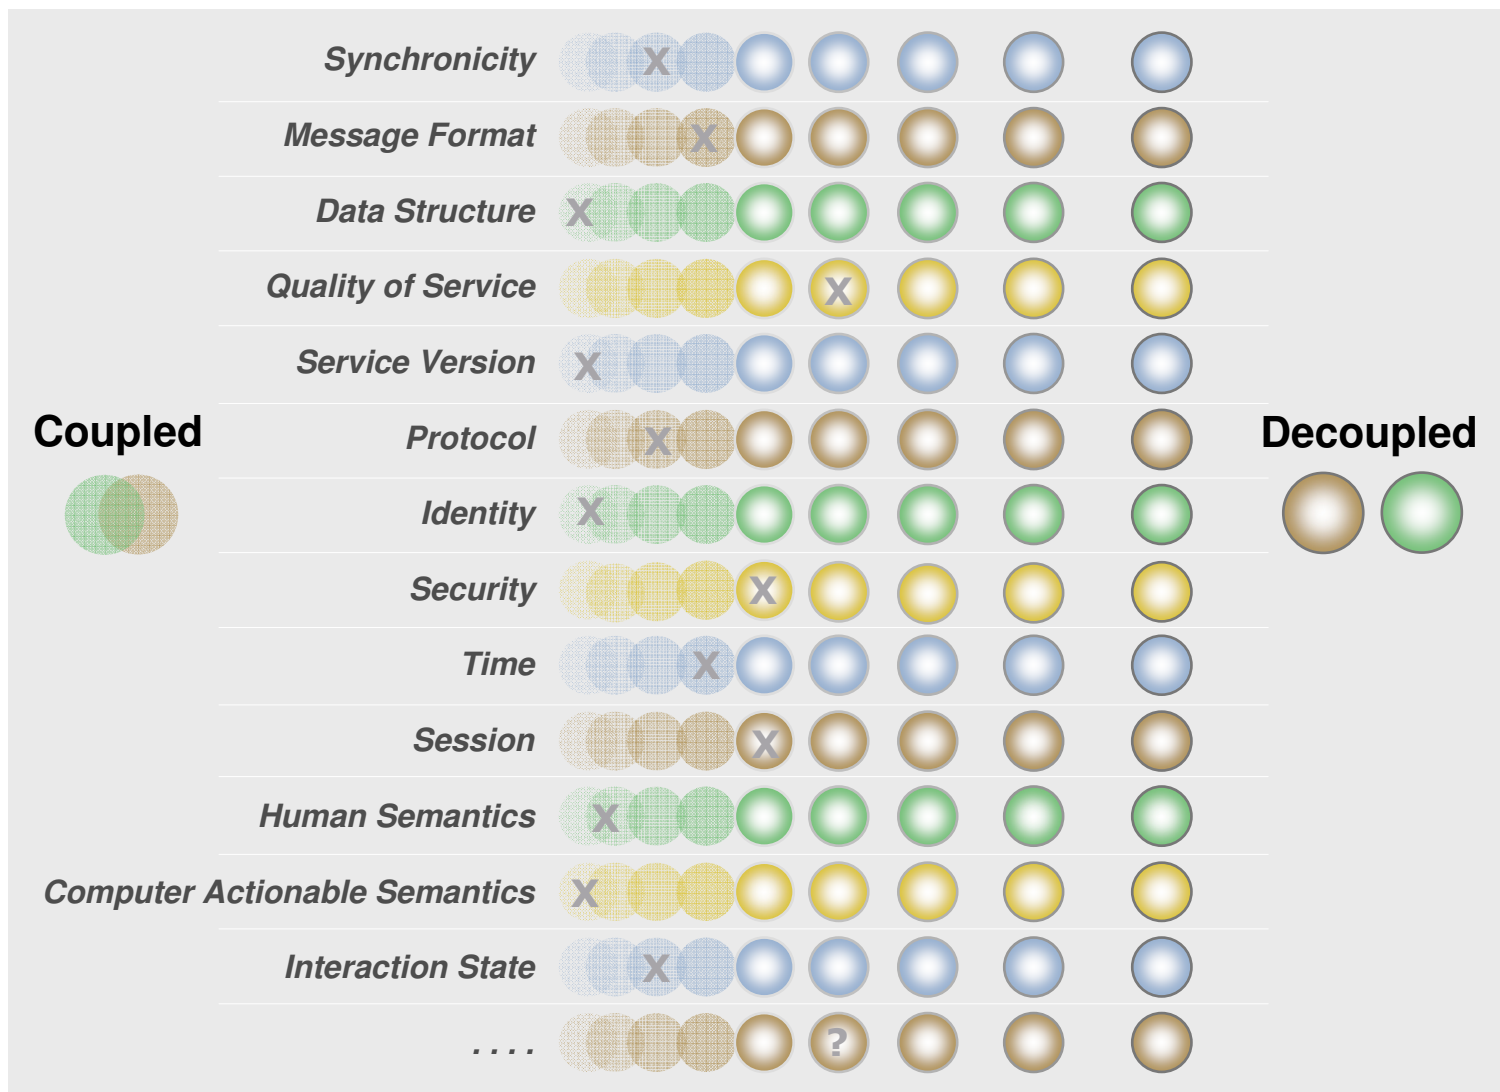 Synchronicity X
Message Format X
Data Structure X
Quality of Service X
Service Version X
Coupled
Protocol X
Decoupled
Identity X
Security X
Time X
Session X
Human Semantics X
Computer Actionable Semantics X
Interaction State X
. . . . ?